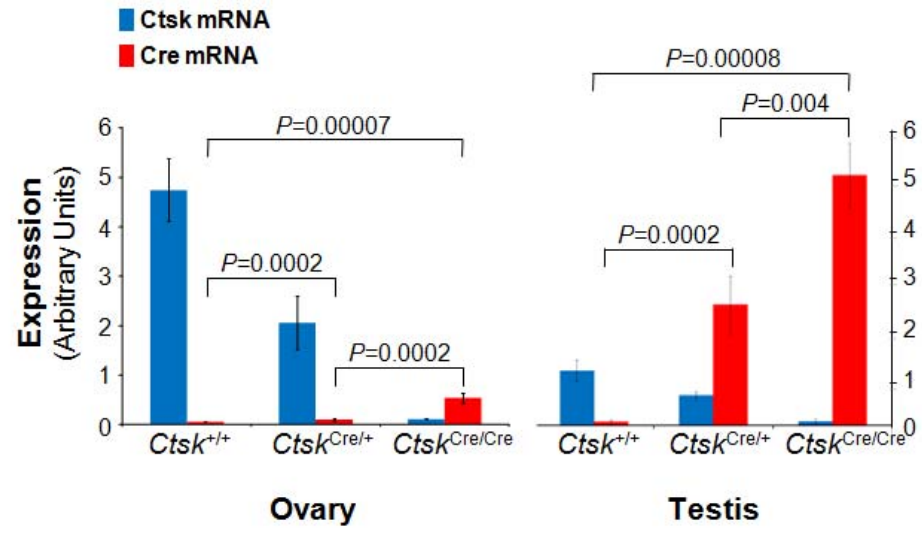 Ctsk mRNA
Cre mRNA
P=0.00008
P=0.004
P=0.00007
P=0.0002
P=0.0002
P=0.0002
Expression
(Arbitrary Units)
6
5
4
3
2
1
0
6
5
4
3
2
1
0
Ctsk+/+ CtskCre/+ CtskCre/Cre
Ctsk+/+ CtskCre/+ CtskCre/Cre
Ovary
Testis